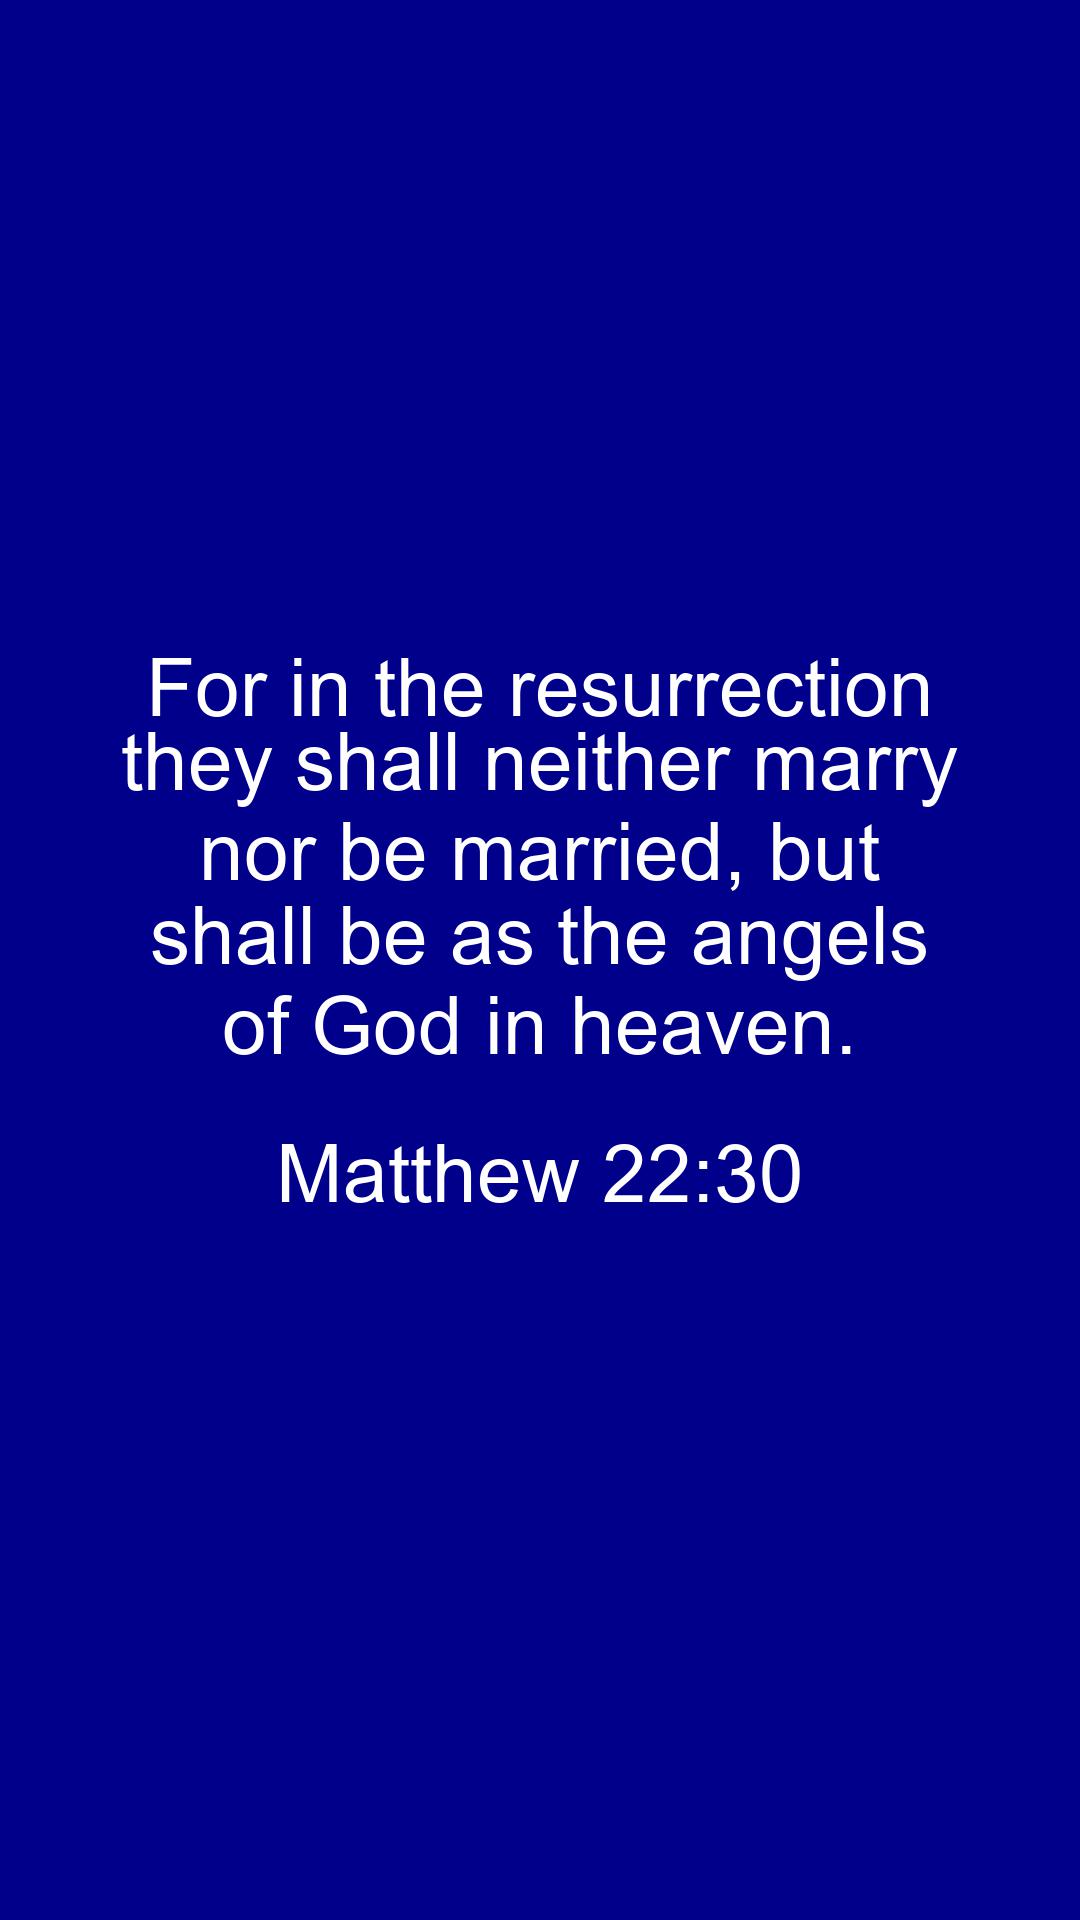 For in the resurrection
they shall neither marry
nor be married, but
shall be as the angels
of God in heaven.
Matthew 22:30